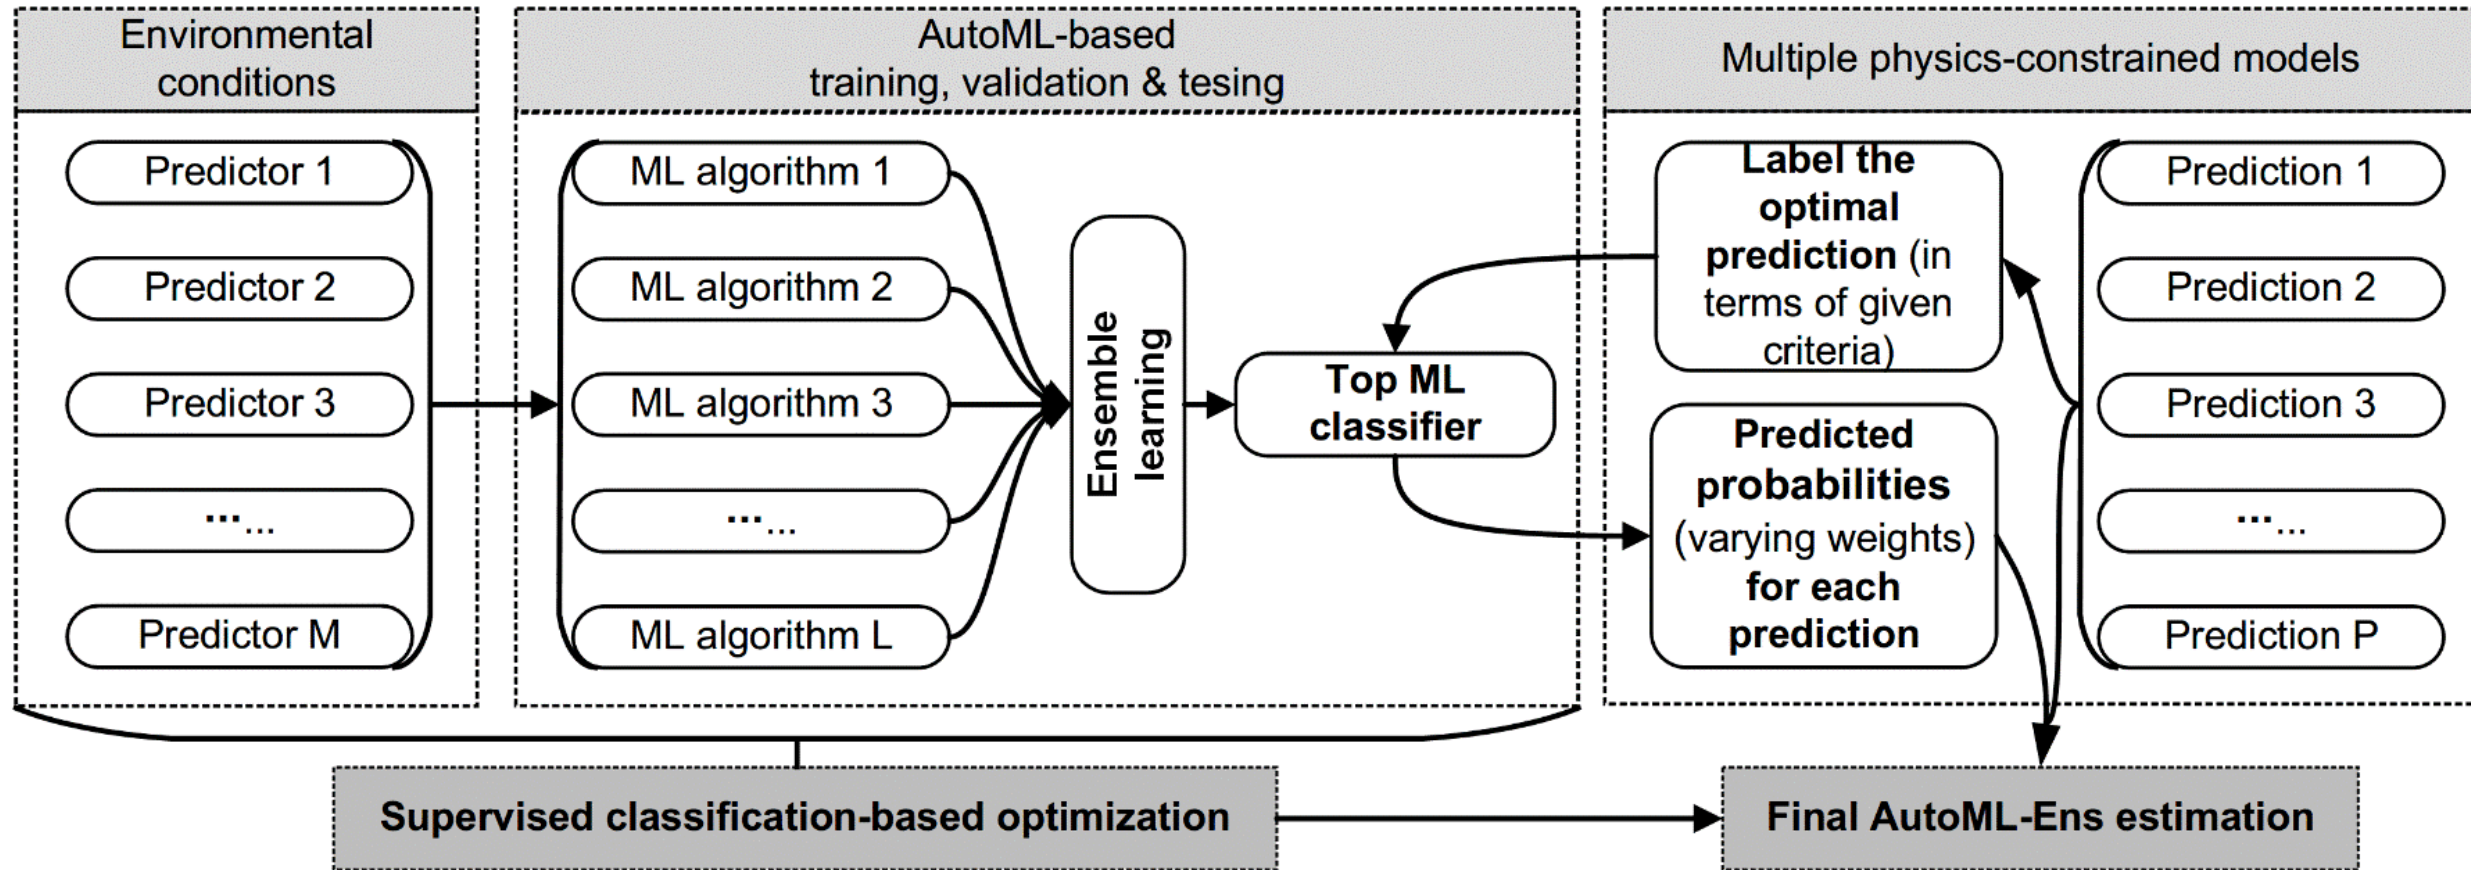 Environmental
conditions
Predictor 1
Predictor 2
Predictor 3
......
Predictor M
AutoML-based
training, validation & tesing
ML algorithm 1
ML algorithm 2
ML algorithm 3
......
ML algorithm L
Ensemble
learning
Top ML
classifier
Multiple physics-constrained models
Label the
optimal
prediction (in
terms of given
criteria)
Predicted
probabilities
(varying weights)
for each
prediction
Prediction 1
Prediction 2
Prediction 3
......
Prediction P
Supervised classification-based optimization
Final AutoML-Ens estimation